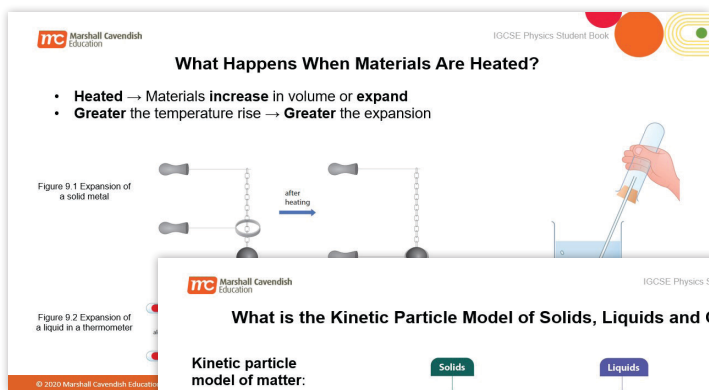 mc Marshall Cavendish
Education
IGCSE Physics Student Book
What Happens When Materials Are Heated?
• Heated → Materials increase in volume or expand
• Greater the temperature rise → Greater the expansion
Figure 9.1 Expansion of
a solid metal
after
heating
Figure 9.2 Expansion of
a liquid in a thermometer
© 2020 Marshall Cavendish Education
mc Marshall Cavendish
Education
IGCSE Physics
What is the Kinetic Particle Model of Solids, Liquids and
Kinetic particle
model of matter:
Solids
Liquids